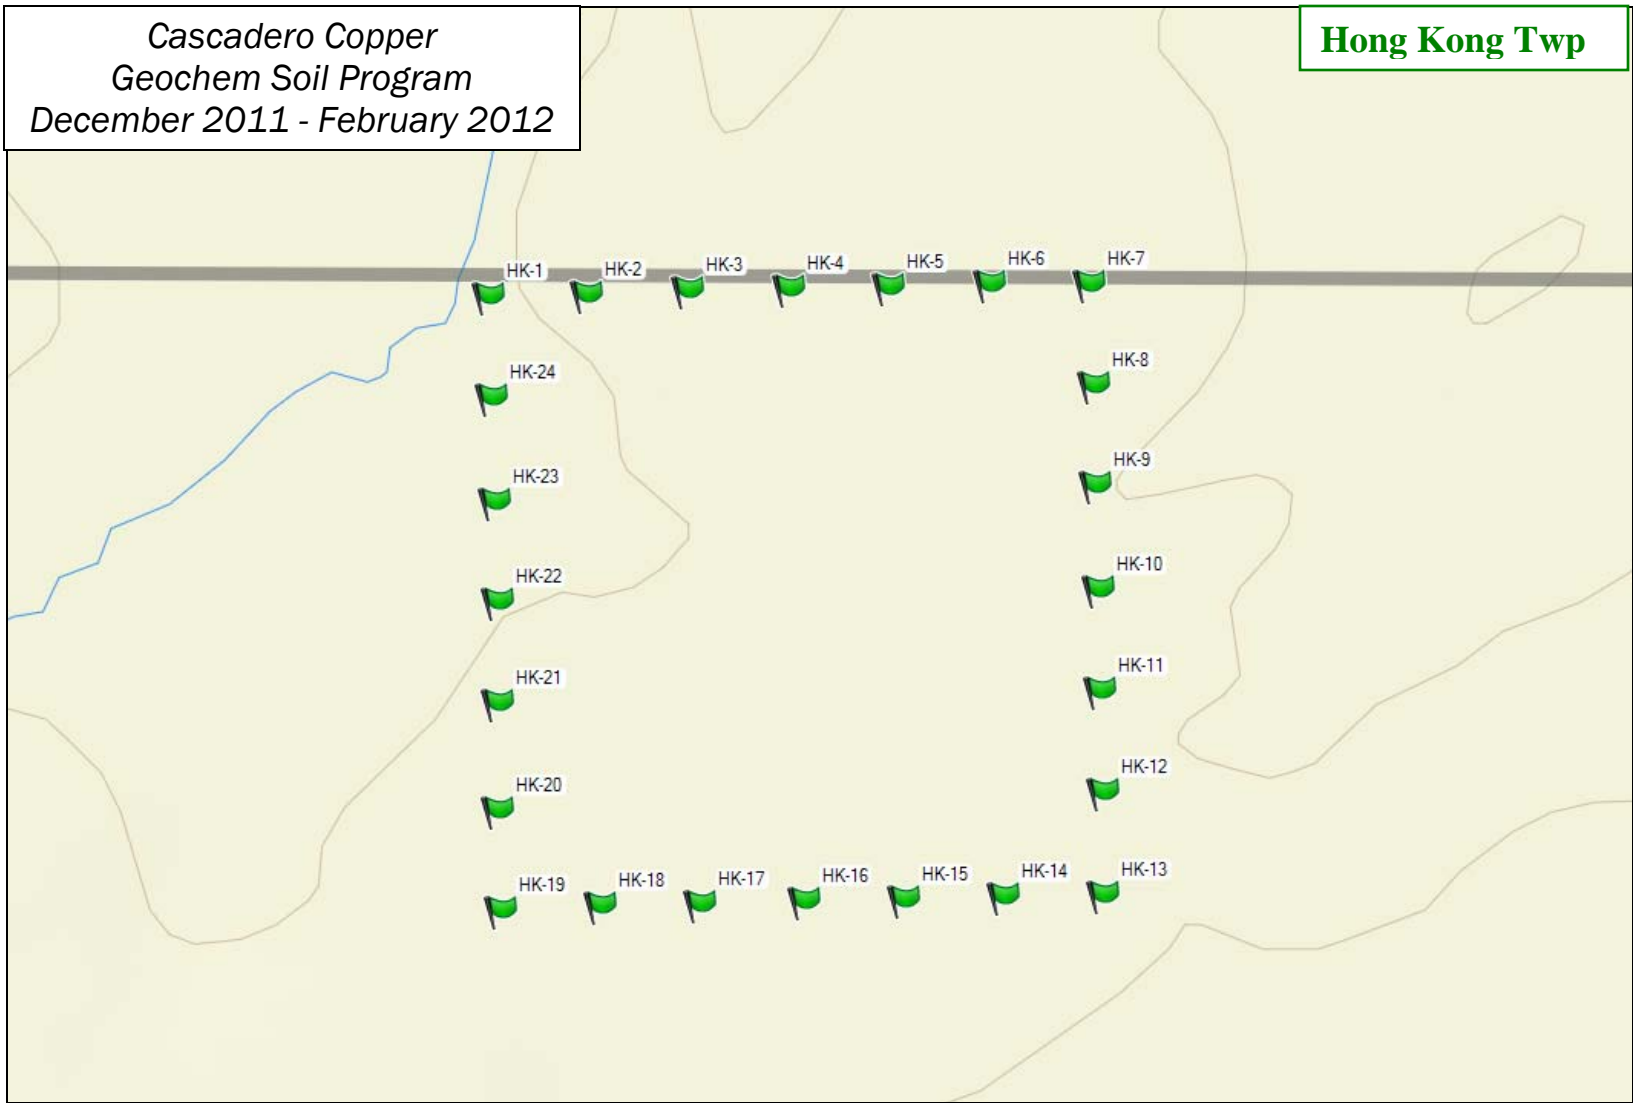 Cascadero Copper
Geochem Soil Program
December 2011 - February 2012
Hong Kong Twp
HK-1
HK-2
HK-3
HK-4
HK-5
HK-6
HK-7
HK-8
HK-24
HK-9
HK-23
HK-10
HK-22
HK-11
HK-21
HK-12
HK-20
HK-13
HK-14
HK-15
HK-16
HK-17
HK-18
HK-19